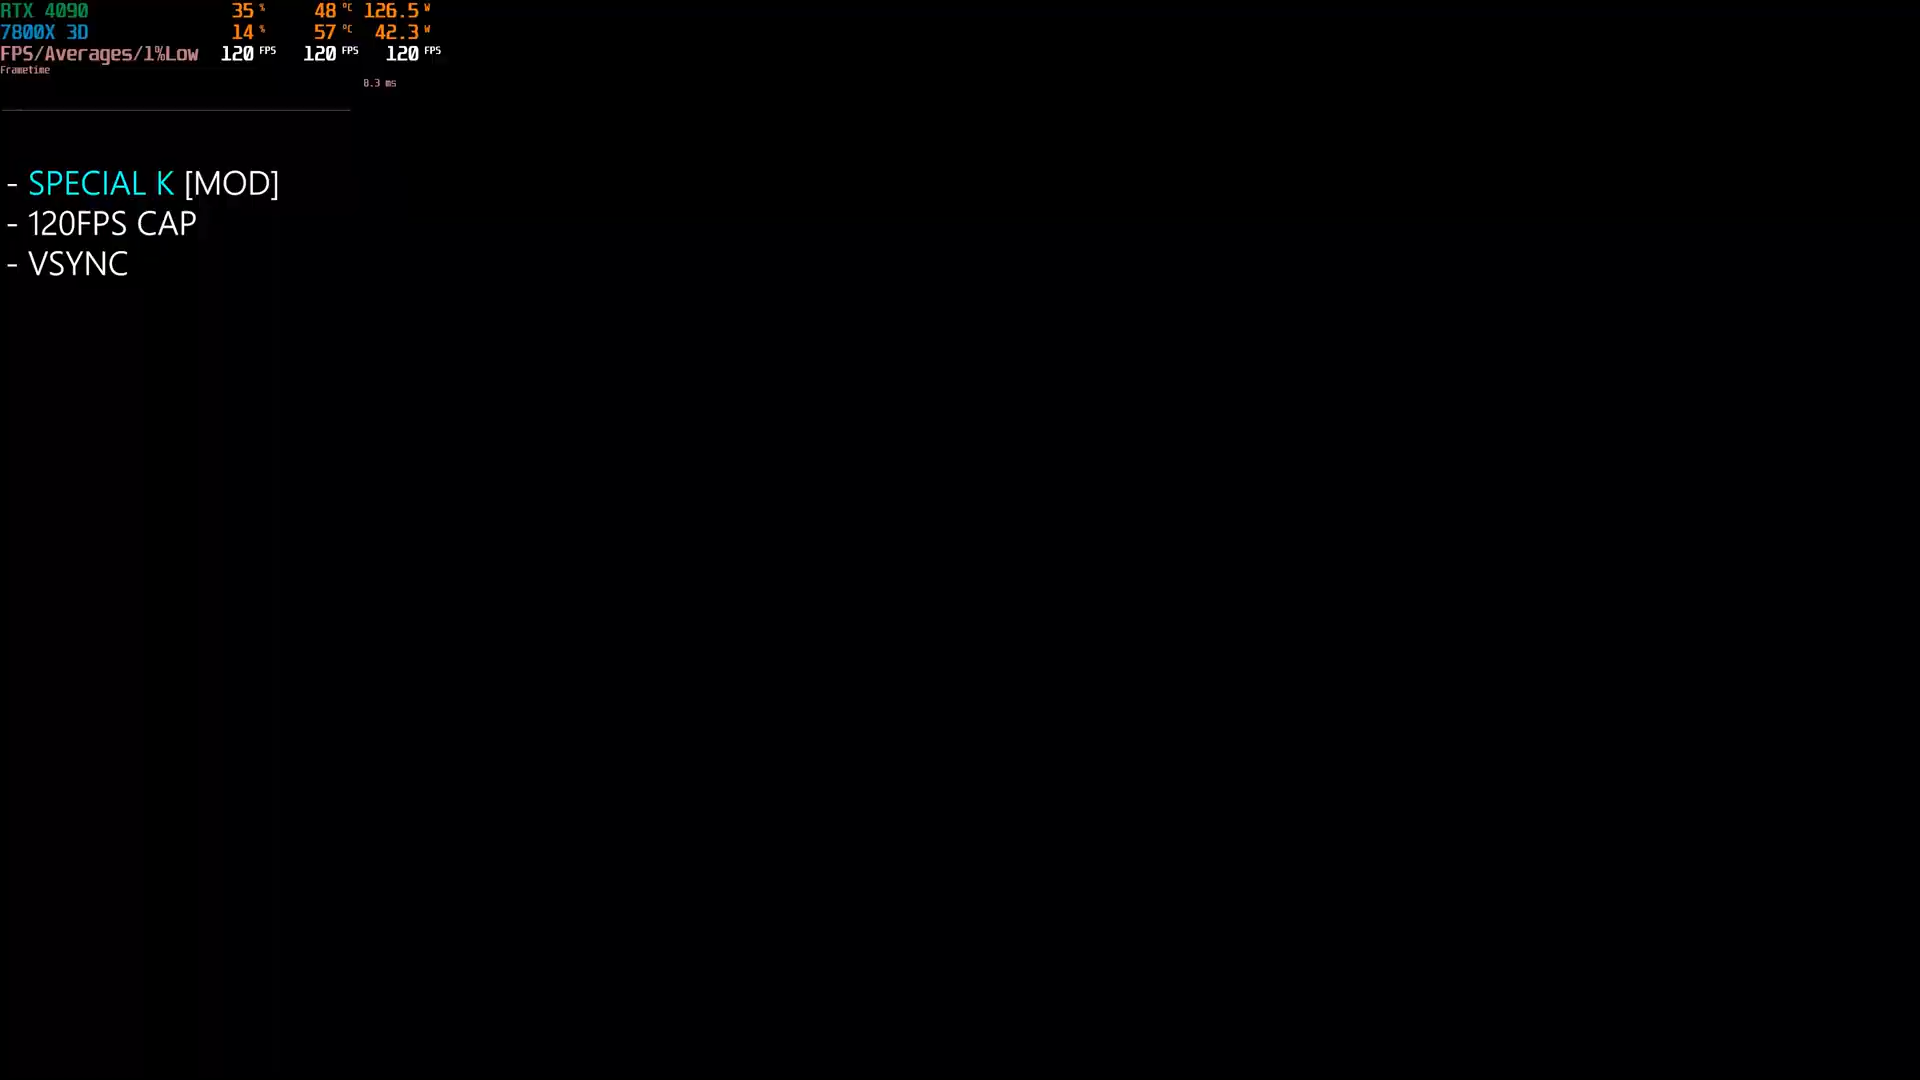 RTX 4090 35 % 48 °C 126.5 W
7800X 3D 14 % 57 °C 42.3 W
FPS/Averages/1%Low 120 FPS 120 FPS 120 FPS
Frametime
8.3 ms
- SPECIAL K [MOD]
- 120FPS CAP
- VSYNC